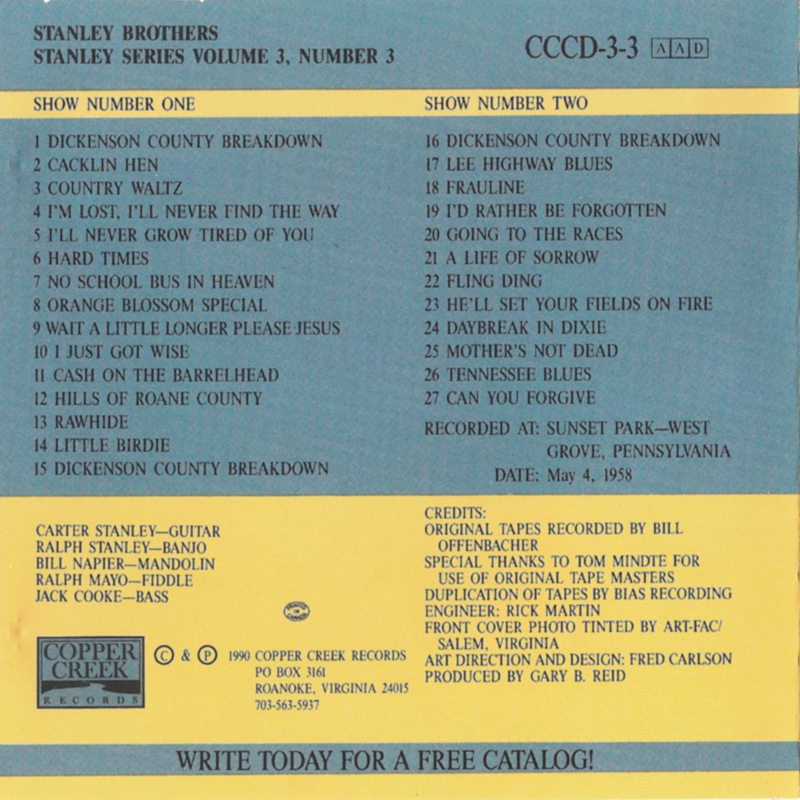 STANLEY BROTHERS
STANLEY SERIES VOLUME 3, NUMBER 3
CCCD-3-3 AAD
SHOW NUMBER ONE
1 DICKENSON COUNTY BREAKDOWN
2 CACKLIN HEN
3 COUNTRY WALTZ
4 I'M LOST, I'LL NEVER FIND THE WAY
5 I'LL NEVER GROW TIRED OF YOU
6 HARD TIMES
7 NO SCHOOL BUS IN HEAVEN
8 ORANGE BLOSSOM SPECIAL
9 WAIT A LITTLE LONGER PLEASE JESUS
10 I JUST GOT WISE
11 CASH ON THE BARRELHEAD
12 HILLS OF ROANE COUNTY
13 RAWHIDE
14 LITTLE BIRDIE
15 DICKENSON COUNTY BREAKDOWN
SHOW NUMBER TWO
16 DICKENSON COUNTY BREAKDOWN
17 LEE HIGHWAY BLUES
18 FRAULINE
19 I'D RATHER BE FORGOTTEN
20 GOING TO THE RACES
21 A LIFE OF SORROW
22 FLING DING
23 HE'LL SET YOUR FIELDS ON FIRE
24 DAYBREAK IN DIXIE
25 MOTHER'S NOT DEAD
26 TENNESSEE BLUES
27 CAN YOU FORGIVE
RECORDED AT: SUNSET PARK—WEST
GROVE, PENNSYLVANIA
DATE: May 4, 1958
CARTER STANLEY—GUITAR
RALPH STANLEY—BANJO
BILL NAPIER—MANDOLIN
RALPH MAYO—FIDDLE
JACK COOKE—BASS
COPPER
CREEK
RECORDS
© & ℗ 1990 COPPER CREEK RECORDS
PO BOX 3161
ROANOKE, VIRGINIA 24015
703-563-5937
CREDITS:
ORIGINAL TAPES RECORDED BY BILL
OFFENBACHER
SPECIAL THANKS TO TOM MINDTE FOR
USE OF ORIGINAL TAPE MASTERS
DUPLICATION OF TAPES BY BIAS RECORDING
ENGINEER: RICK MARTIN
FRONT COVER PHOTO TINTED BY ART-FAC/
SALEM, VIRGINIA
ART DIRECTION AND DESIGN: FRED CARLSON
PRODUCED BY GARY B. REID
WRITE TODAY FOR A FREE CATALOG!